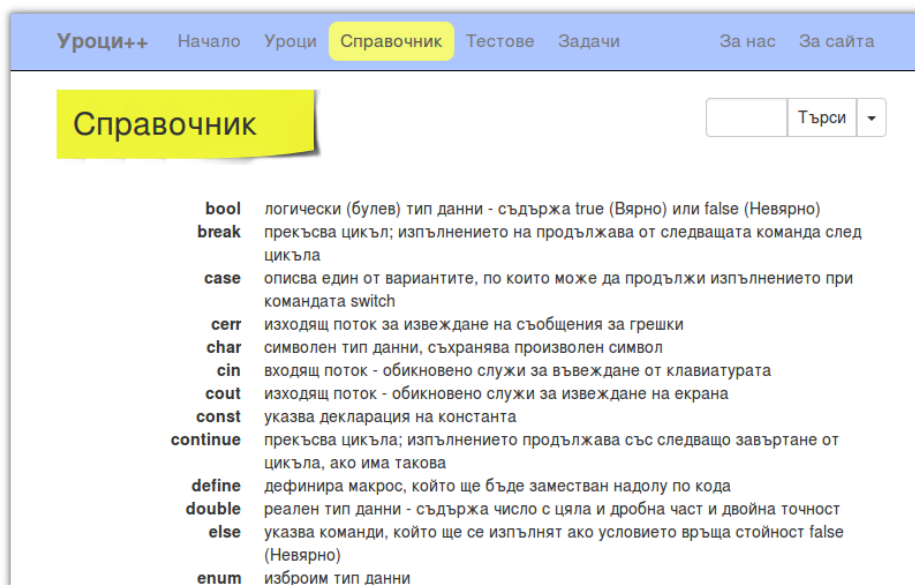 Уроци++ Начало Уроци Справочник Тестове Задачи За нас За сайта
Справочник
Търси
bool логически (булев) тип данни - съдържа true (Вярно) или false (Невярно)
break прекъсва цикъл; изпълнението на продължава от следващата команда след
цикъла
case описва един от вариантите, по които може да продължи изпълнението при
командата switch
cerr изходящ поток за извеждане на съобщения за грешки
char символен тип данни, съхранява произволен символ
cin входящ поток - обикновено служи за въвеждане от клавиатурата
cout изходящ поток - обикновено служи за извеждане на екрана
const указва декларация на константа
continue прекъсва цикъла; изпълнението продължава със следващо завъртане от
цикъла, ако има такова
define дефинира макрос, който ще бъде заместван надолу по кода
double реален тип данни - съдържа число с цяла и дробна част и двойна точност
else указва команди, който ще се изпълнят ако условието връща стойност false
(Невярно)
enum изброим тип данни